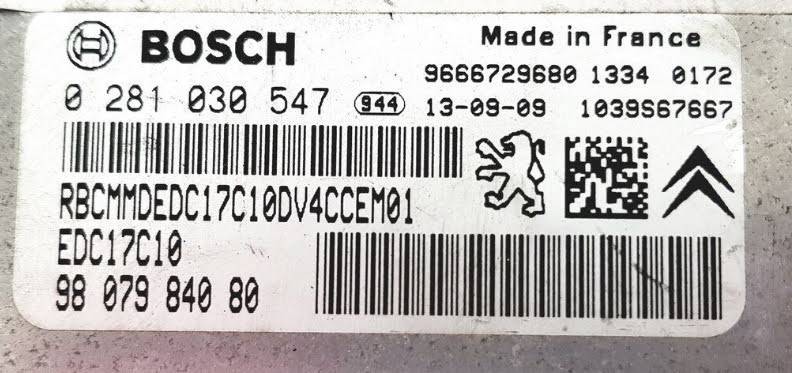 BOSCH
Made in France
9666729680 1334 0172
0 281 030 547 944 13-09-09 1039S67667
RBCMMDEDC17C10DV4CCEM01
EDC17C10
98 079 840 80